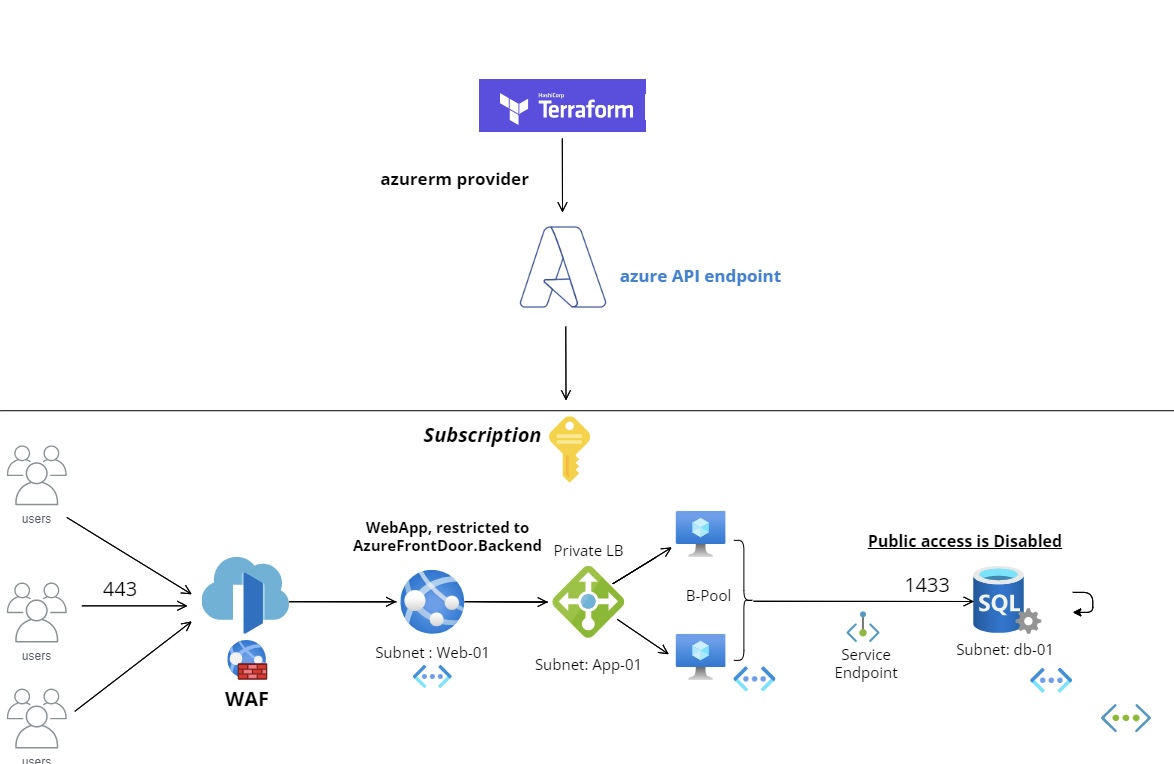 HashiCorp
Terraform
azurerm provider
azure API endpoint
Subscription
users
WebApp, restricted to
AzureFrontDoor.Backend
Private LB
Public access is Disabled
443
B-Pool
1433
SQL
users
Subnet : Web-01
Subnet: App-01
Service
Endpoint
Subnet: db-01
WAF
users